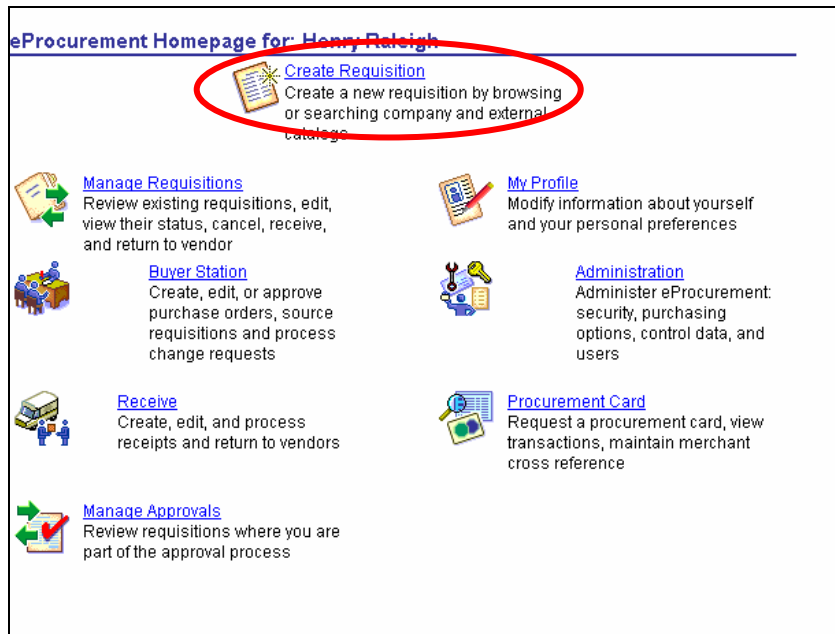 eProcurement Homepage for: Henry Raleigh
Create Requisition
Create a new requisition by browsing
or searching company and external
catalogs
Manage Requisitions
Review existing requisitions, edit,
view their status, cancel, receive,
and return to vendor
My Profile
Modify information about yourself
and your personal preferences
Buyer Station
Create, edit, or approve
purchase orders, source
requisitions and process
change requests
Administration
Administer eProcurement:
security, purchasing
options, control data, and
users
Receive
Create, edit, and process
receipts and return to vendors
Procurement Card
Request a procurement card, view
transactions, maintain merchant
cross reference
Manage Approvals
Review requisitions where you are
part of the approval process